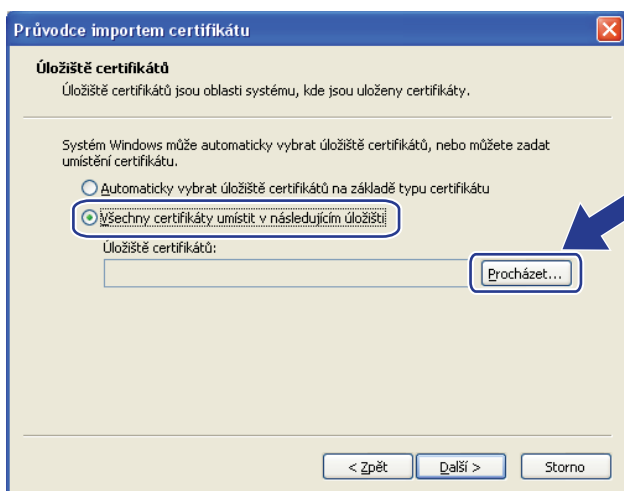 Průvodce importem certifikátu
Úložiště certifikátů
Úložiště certifikátů jsou oblasti systému, kde jsou uloženy certifikáty.
Systém Windows může automaticky vybrat úložiště certifikátů, nebo můžete zadat
umístění certifikátu.
Automaticky vybrat úložiště certifikátů na základě typu certifikátu
Všechny certifikáty umístit v následujícím úložišti
Úložiště certifikátů:
Procházet...
< Zpět Další > Storno